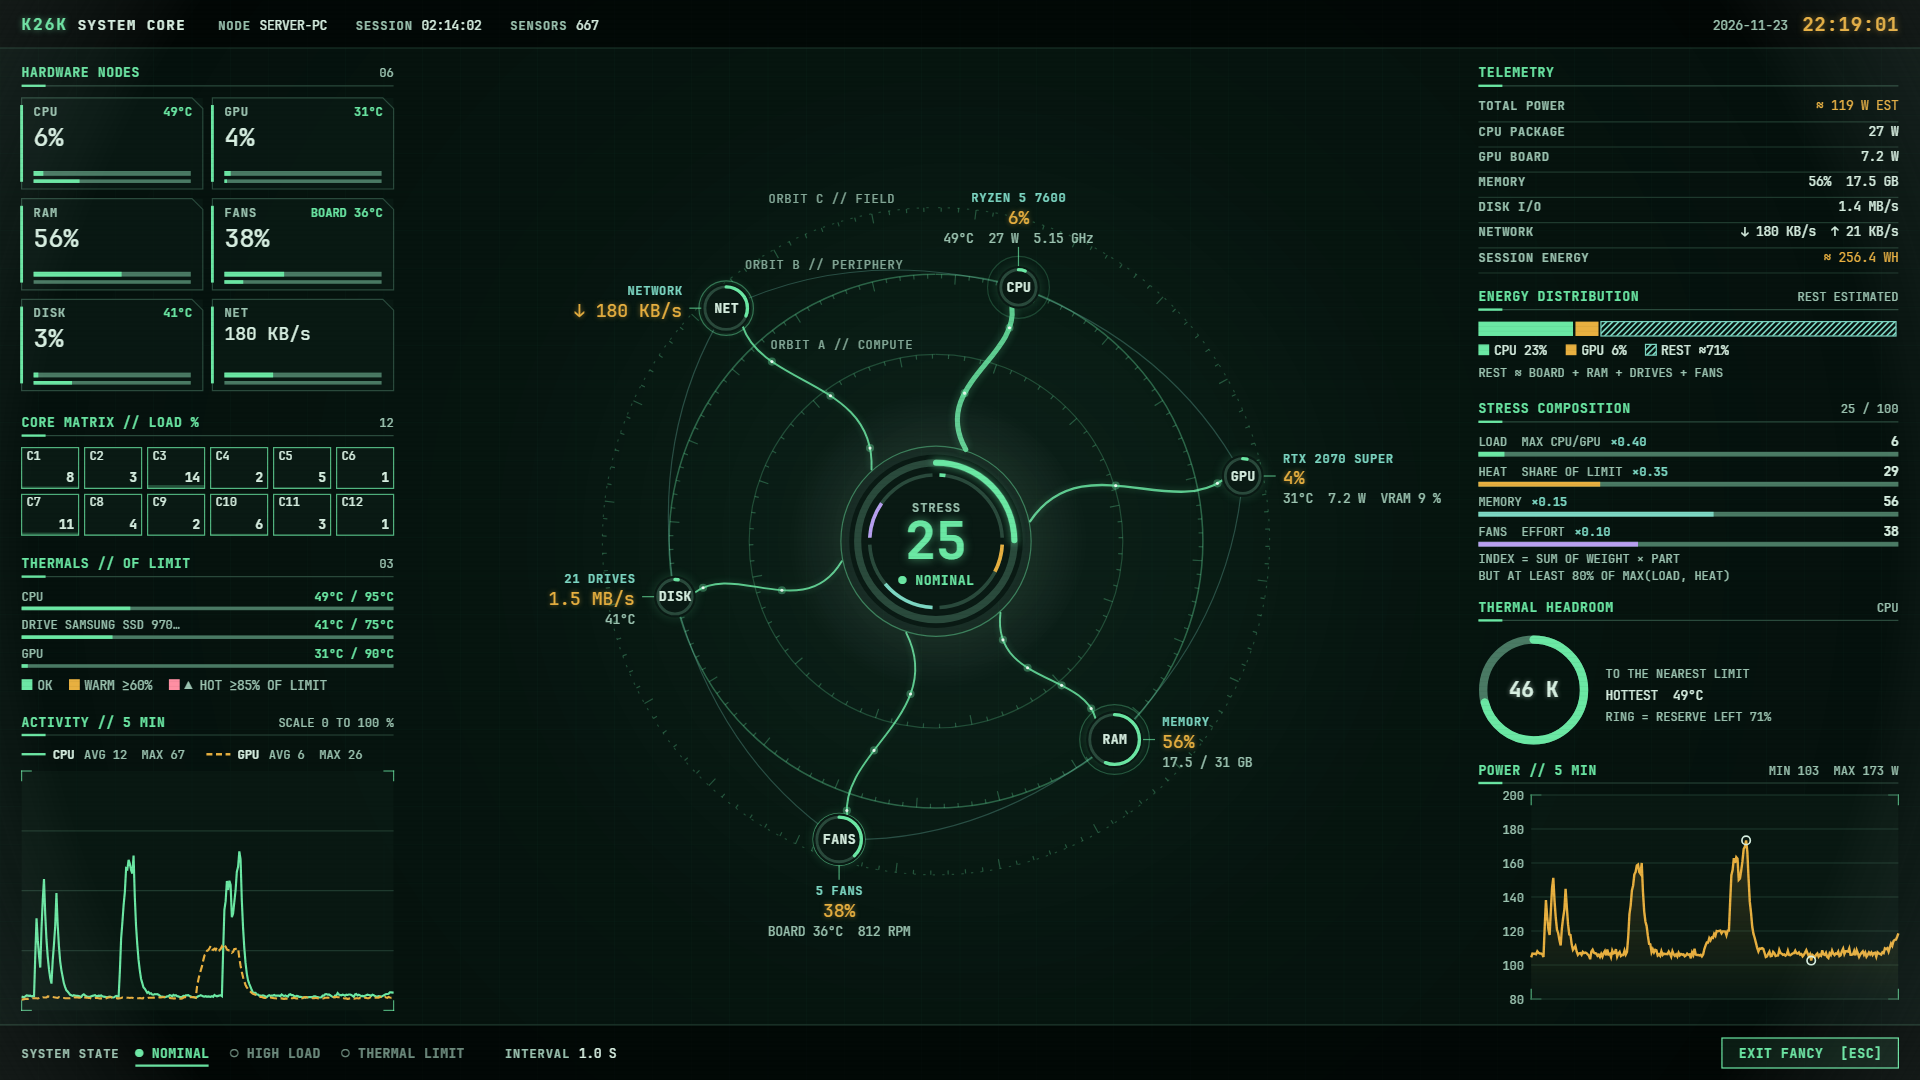 K26K SYSTEM CORE NODE SERVER-PC SESSION 02:14:02 SENSORS 667 2026-11-23 22:19:01
HARDWARE NODES 06
CPU 49°C
6%
GPU 31°C
4%
RAM
56%
FANS BOARD 36°C
38%
DISK 41°C
3%
NET
180 KB/s
CORE MATRIX // LOAD % 12
C1 8
C2 3
C3 14
C4 2
C5 5
C6 1
C7 11
C8 4
C9 2
C10 6
C11 3
C12 1
THERMALS // OF LIMIT 03
CPU 49°C / 95°C
DRIVE SAMSUNG SSD 970… 41°C / 75°C
GPU 31°C / 90°C
OK WARM ≥60% ▲ HOT ≥85% OF LIMIT
ACTIVITY // 5 MIN SCALE 0 TO 100 %
CPU AVG 12 MAX 67 GPU AVG 6 MAX 26
ORBIT C // FIELD
ORBIT B // PERIPHERY
ORBIT A // COMPUTE
RYZEN 5 7600
6%
49°C 27 W 5.15 GHz
CPU
NETWORK
↓ 180 KB/s
NET
RTX 2070 SUPER
4%
31°C 7.2 W VRAM 9 %
GPU
STRESS
25
● NOMINAL
21 DRIVES
1.5 MB/s
41°C
DISK
MEMORY
56%
17.5 / 31 GB
RAM
FANS
5 FANS
38%
BOARD 36°C 812 RPM
TELEMETRY
TOTAL POWER ≈ 119 W EST
CPU PACKAGE 27 W
GPU BOARD 7.2 W
MEMORY 56% 17.5 GB
DISK I/O 1.4 MB/s
NETWORK ↓ 180 KB/s ↑ 21 KB/s
SESSION ENERGY ≈ 256.4 WH
ENERGY DISTRIBUTION REST ESTIMATED
CPU 23% GPU 6% REST ≈71%
REST ≈ BOARD + RAM + DRIVES + FANS
STRESS COMPOSITION 25 / 100
LOAD MAX CPU/GPU ×0.40 6
HEAT SHARE OF LIMIT ×0.35 29
MEMORY ×0.15 56
FANS EFFORT ×0.10 38
INDEX = SUM OF WEIGHT × PART
BUT AT LEAST 80% OF MAX(LOAD, HEAT)
THERMAL HEADROOM CPU
46 K
TO THE NEAREST LIMIT
HOTTEST 49°C
RING = RESERVE LEFT 71%
POWER // 5 MIN MIN 103 MAX 173 W
200
180
160
140
120
100
80
SYSTEM STATE ● NOMINAL ○ HIGH LOAD ○ THERMAL LIMIT INTERVAL 1.0 S EXIT FANCY [ESC]